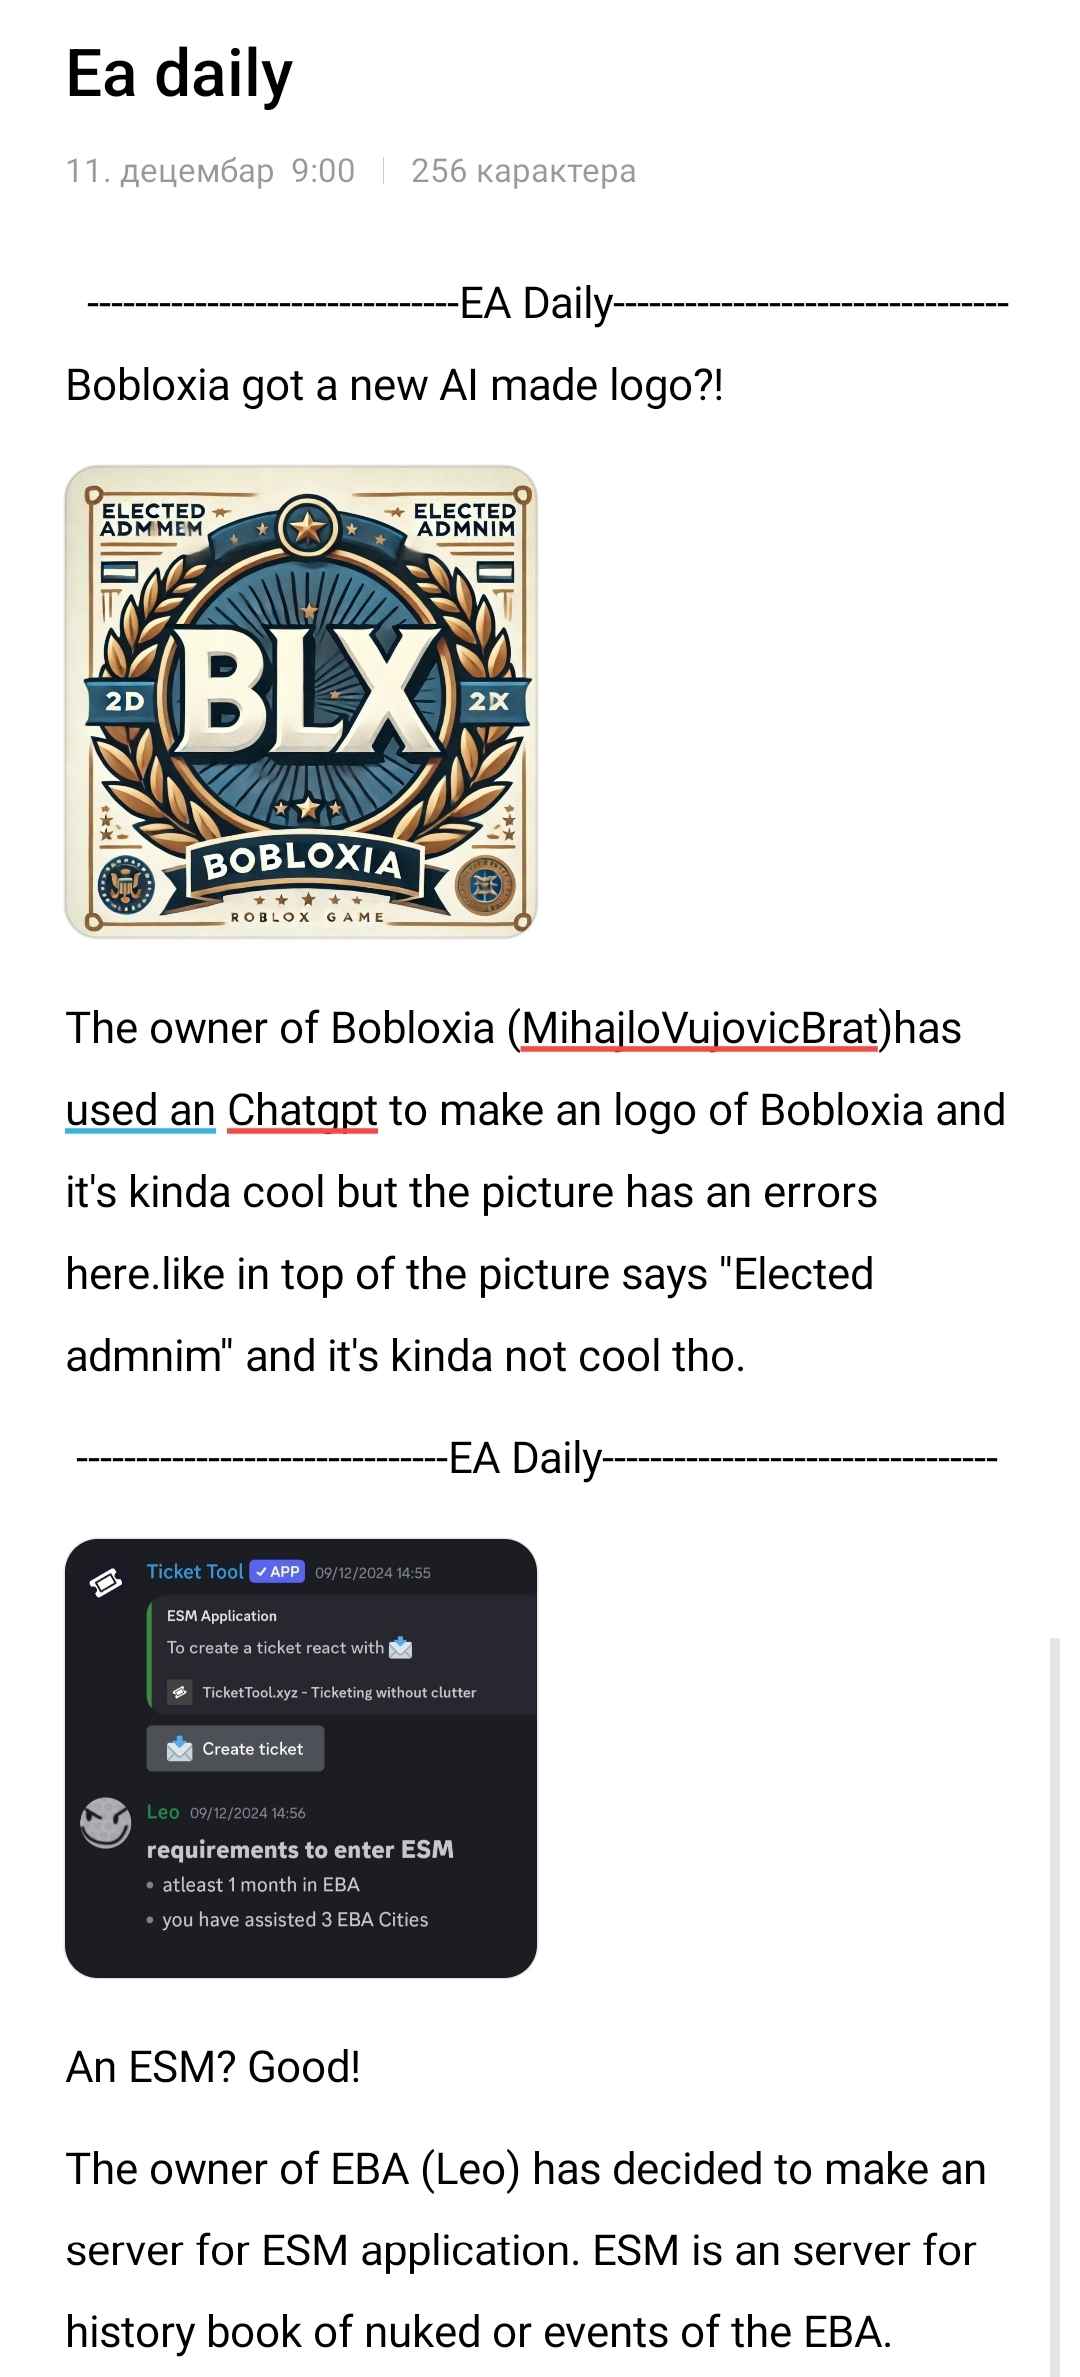 Ea daily
11. децембар 9:00 | 256 карактера
-------------------------------EA Daily---------------------------------
Bobloxia got a new AI made logo?!
ELECTED ADMMEM
ELECTED ADMNIM
BLX
2D
2X
BOBLOXIA
ROBLOX GAME
The owner of Bobloxia (MihajloVujovicBrat)has
used an Chatgpt to make an logo of Bobloxia and
it's kinda cool but the picture has an errors
here.like in top of the picture says "Elected
admnim" and it's kinda not cool tho.
-------------------------------EA Daily---------------------------------
Ticket Tool ✓ APP 09/12/2024 14:55
ESM Application
To create a ticket react with 📩
TicketTool.xyz - Ticketing without clutter
📩 Create ticket
Leo 09/12/2024 14:56
requirements to enter ESM
• atleast 1 month in EBA
• you have assisted 3 EBA Cities
An ESM? Good!
The owner of EBA (Leo) has decided to make an
server for ESM application. ESM is an server for
history book of nuked or events of the EBA.